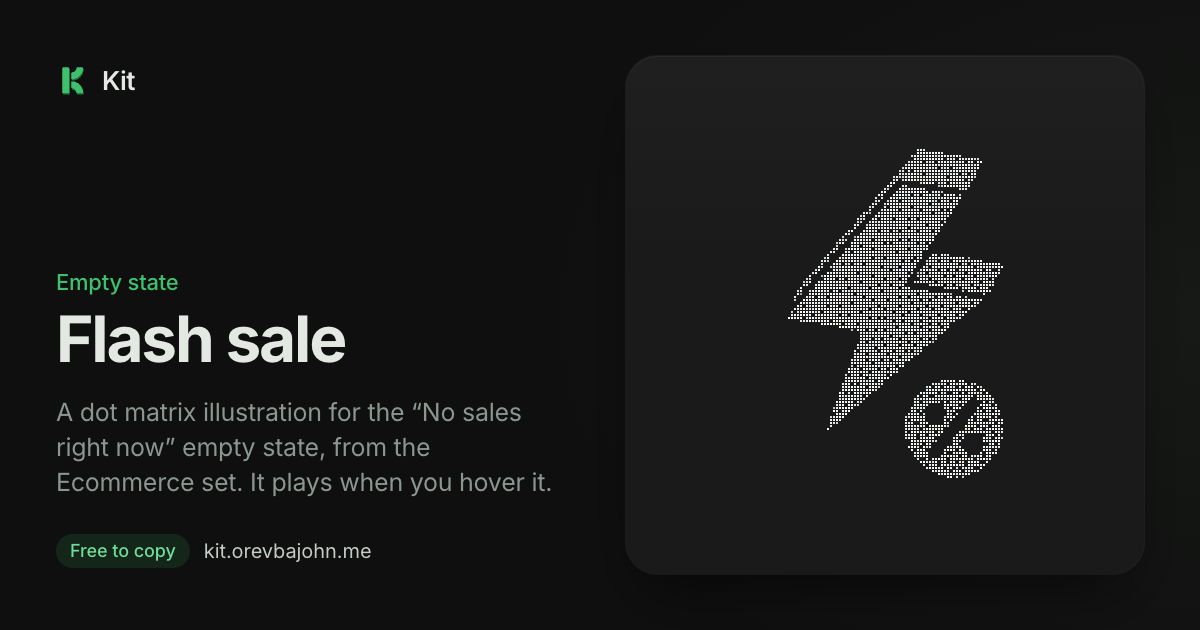 Kit
Empty state
Flash sale
A dot matrix illustration for the “No sales
right now” empty state, from the
Ecommerce set. It plays when you hover it.
Free to copy
kit.orevbajohn.me